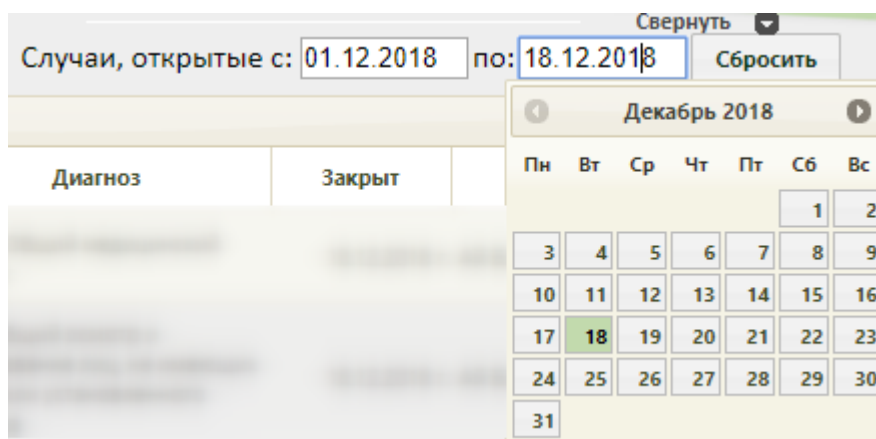 Свернуть
Случаи, открытые с: 01.12.2018 по: 18.12.2018 Сбросить
Декабрь 2018
Пн Вт Ср Чт Пт Сб Вс
Диагноз Закрыт
1 2
3 4 5 6 7 8 9
10 11 12 13 14 15 16
17 18 19 20 21 22 23
24 25 26 27 28 29 30
31